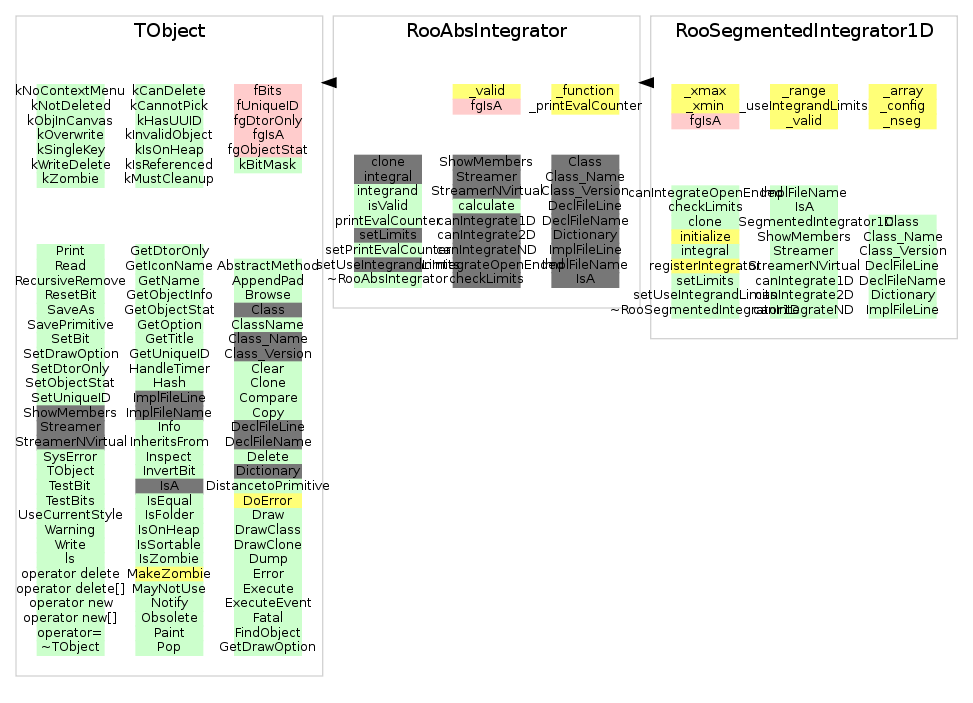 TObject
kNoContextMenu kCanDelete fBits
kNotDeleted kCannotPick fUniqueID
kObjInCanvas kHasUUID fgDtorOnly
kOverwrite kInvalidObject fgIsA
kSingleKey kIsOnHeap fgObjectStat
kWriteDelete kIsReferenced kBitMask
kZombie kMustCleanup
Print GetDtorOnly
Read GetIconName AbstractMethod
RecursiveRemove GetName AppendPad
ResetBit GetObjectInfo Browse
SaveAs GetObjectStat Class
SavePrimitive GetOption ClassName
SetBit GetTitle Class_Name
SetDrawOption GetUniqueID Class_Version
SetDtorOnly HandleTimer Clear
SetObjectStat Hash Clone
SetUniqueID ImplFileLine Compare
ShowMembers ImplFileName Copy
Streamer Info DeclFileLine
StreamerNVirtual InheritsFrom DeclFileName
SysError Inspect Delete
TObject InvertBit Dictionary
TestBit IsA DistancetoPrimitive
TestBits IsEqual DoError
UseCurrentStyle IsFolder Draw
Warning IsOnHeap DrawClass
Write IsSortable DrawClone
ls IsZombie Dump
operator delete MakeZombie Error
operator delete[] MayNotUse Execute
operator new Notify ExecuteEvent
operator new[] Obsolete Fatal
operator= Paint FindObject
~TObject Pop GetDrawOption
RooAbsIntegrator
_valid _function
fgIsA _printEvalCounter
clone ShowMembers Class
integral Streamer Class_Name
integrand StreamerNVirtual Class_Version
isValid calculate DeclFileLine
printEvalCounter canIntegrate1D DeclFileName
setLimits canIntegrate2D Dictionary
setPrintEvalCounter canIntegrateND ImplFileLine
setUseIntegrandLimits canIntegrateOpenEnded ImplFileName
~RooAbsIntegrator checkLimits IsA
RooSegmentedIntegrator1D
_xmax _range _array
_xmin _useIntegrandLimits _config
fgIsA _valid _nseg
canIntegrateOpenEnded ImplFileName
checkLimits IsA
clone SegmentedIntegrator1D Class
initialize ShowMembers Class_Name
integral Streamer Class_Version
registerIntegrator StreamerNVirtual DeclFileLine
setLimits canIntegrate1D DeclFileName
setUseIntegrandLimits canIntegrate2D Dictionary
~RooSegmentedIntegrator1D canIntegrateND ImplFileLine